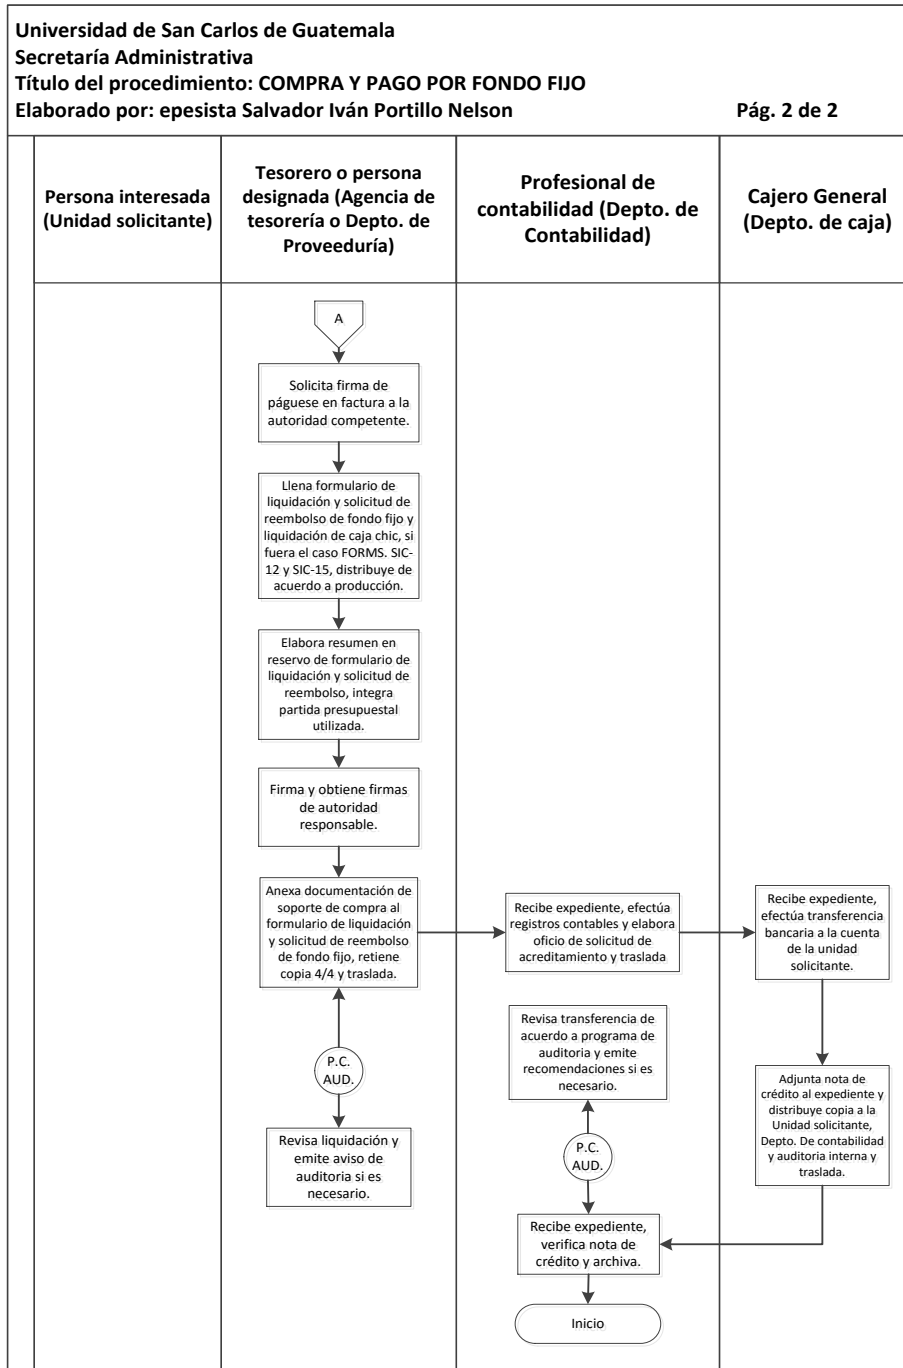 Universidad de San Carlos de Guatemala
Secretaría Administrativa
Título del procedimiento: COMPRA Y PAGO POR FONDO FIJO
Elaborado por: epesista Salvador Iván Portillo Nelson Pág. 2 de 2
Persona interesada
(Unidad solicitante)
Tesorero o persona
designada (Agencia de
tesorería o Depto. de
Proveeduría)
Profesional de
contabilidad (Depto. de
Contabilidad)
Cajero General
(Depto. de caja)
A
Solicita firma de
páguese en factura a la
autoridad competente.
Llena formulario de
liquidación y solicitud de
reembolso de fondo fijo y
liquidación de caja chic, si
fuera el caso FORMS. SIC-
12 y SIC-15, distribuye de
acuerdo a producción.
Elabora resumen en
reservo de formulario de
liquidación y solicitud de
reembolso, integra
partida presupuestal
utilizada.
Firma y obtiene firmas
de autoridad
responsable.
Anexa documentación de
soporte de compra al
formulario de liquidación
y solicitud de reembolso
de fondo fijo, retiene
copia 4/4 y traslada.
Recibe expediente, efectúa
registros contables y elabora
oficio de solicitud de
acreditamiento y traslada
Recibe expediente,
efectúa transferencia
bancaria a la cuenta
de la unidad
solicitante.
P.C.
AUD.
Revisa liquidación y
emite aviso de
auditoria si es
necesario.
Revisa transferencia de
acuerdo a programa de
auditoria y emite
recomendaciones si es
necesario.
P.C.
AUD.
Adjunta nota de
crédito al expediente y
distribuye copia a la
Unidad solicitante,
Depto. De contabilidad
y auditoria interna y
traslada.
Recibe expediente,
verifica nota de
crédito y archiva.
Inicio